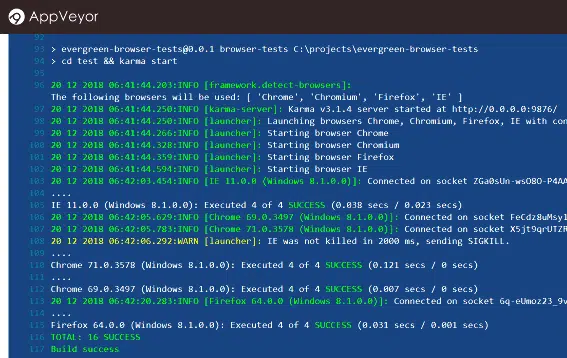 AppVeyor
92
93 > evergreen-browser-tests@0.0.1 browser-tests C:\projects\evergreen-browser-tests
94 > cd test && karma start
95
96 20 12 2018 06:41:44.203:INFO [framework.detect-browsers]:
The following browsers will be used: [ 'Chrome', 'Chromium', 'Firefox', 'IE' ]
97 20 12 2018 06:41:44.250:INFO [karma-server]: Karma v3.1.4 server started at http://0.0.0.0:9876/
98 20 12 2018 06:41:44.250:INFO [launcher]: Launching browsers Chrome, Chromium, Firefox, IE with con
99 20 12 2018 06:41:44.266:INFO [launcher]: Starting browser Chrome
100 20 12 2018 06:41:44.328:INFO [launcher]: Starting browser Chromium
101 20 12 2018 06:41:44.359:INFO [launcher]: Starting browser Firefox
102 20 12 2018 06:41:44.594:INFO [launcher]: Starting browser IE
103 20 12 2018 06:42:03.454:INFO [IE 11.0.0 (Windows 8.1.0.0)]: Connected on socket ZGa0sUn-wsO8O-P4AA
104 ....
105 IE 11.0.0 (Windows 8.1.0.0): Executed 4 of 4 SUCCESS (0.038 secs / 0.023 secs)
106 20 12 2018 06:42:05.629:INFO [Chrome 69.0.3497 (Windows 8.1.0.0)]: Connected on socket FeCdz8uMsy1
107 20 12 2018 06:42:05.783:INFO [Chrome 71.0.3578 (Windows 8.1.0.0)]: Connected on socket X5jt9qrUTZR
108 20 12 2018 06:42:06.292:WARN [launcher]: IE was not killed in 2000 ms, sending SIGKILL.
109 ....
110 Chrome 71.0.3578 (Windows 8.1.0.0): Executed 4 of 4 SUCCESS (0.121 secs / 0 secs)
111 ....
112 Chrome 69.0.3497 (Windows 8.1.0.0): Executed 4 of 4 SUCCESS (0.007 secs / 0 secs)
113 20 12 2018 06:42:20.283:INFO [Firefox 64.0.0 (Windows 8.1.0.0)]: Connected on socket 6q-eUmoz23_9v
114 ....
115 Firefox 64.0.0 (Windows 8.1.0.0): Executed 4 of 4 SUCCESS (0.031 secs / 0.001 secs)
116 TOTAL: 16 SUCCESS
117 Build success